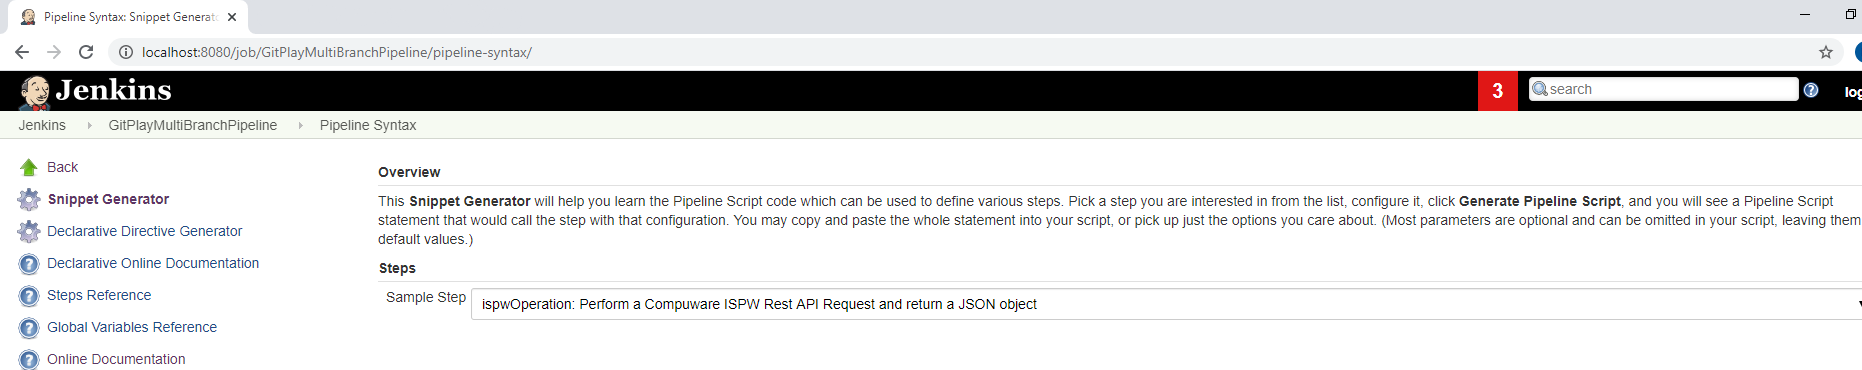 Pipeline Syntax: Snippet Generato
localhost:8080/job/GitPlayMultiBranchPipeline/pipeline-syntax/
Jenkins
3
search
log
Jenkins GitPlayMultiBranchPipeline Pipeline Syntax
Back
Snippet Generator
Declarative Directive Generator
Declarative Online Documentation
Steps Reference
Global Variables Reference
Online Documentation
Overview
This Snippet Generator will help you learn the Pipeline Script code which can be used to define various steps. Pick a step you are interested in from the list, configure it, click Generate Pipeline Script, and you will see a Pipeline Script
statement that would call the step with that configuration. You may copy and paste the whole statement into your script, or pick up just the options you care about. (Most parameters are optional and can be omitted in your script, leaving them
default values.)
Steps
Sample Step ispwOperation: Perform a Compuware ISPW Rest API Request and return a JSON object